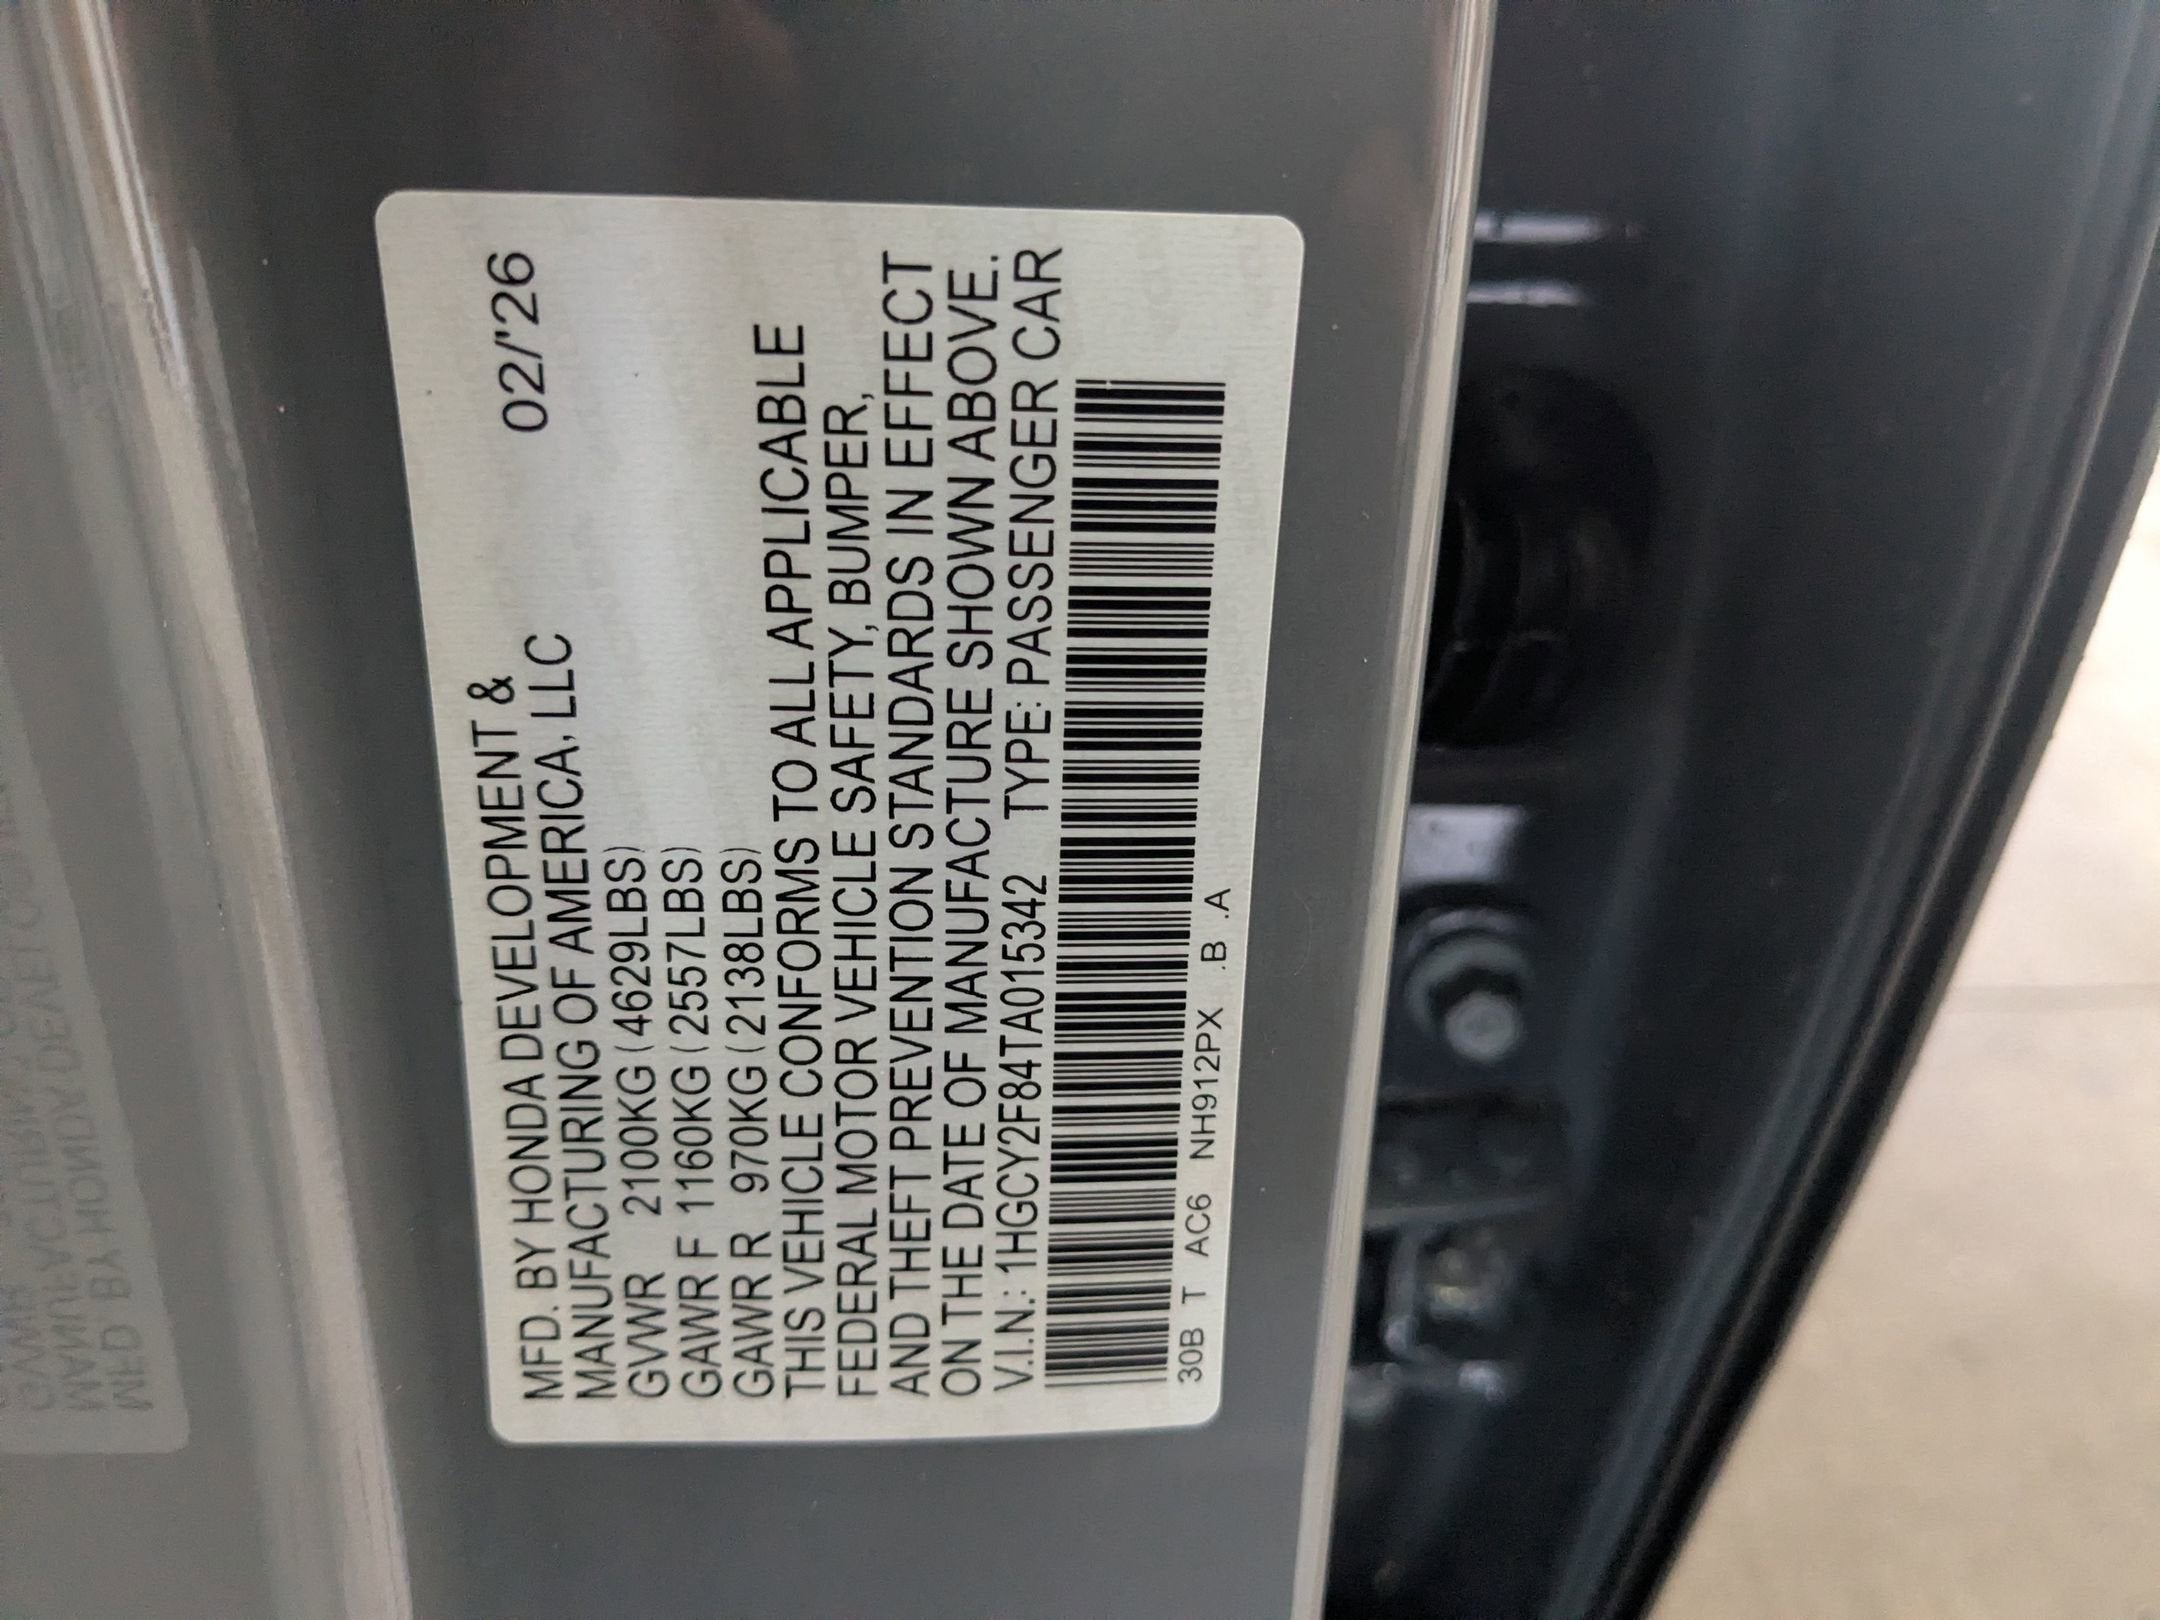 MFD. BY HONDA DEVELOPMENT & 02/'26
MANUFACTURING OF AMERICA, LLC
GVWR 2100KG (4629LBS)
GAWR F 1160KG (2557LBS)
GAWR R 970KG (2138LBS)
THIS VEHICLE CONFORMS TO ALL APPLICABLE
FEDERAL MOTOR VEHICLE SAFETY, BUMPER,
AND THEFT PREVENTION STANDARDS IN EFFECT
ON THE DATE OF MANUFACTURE SHOWN ABOVE.
V.I.N.: 1HGCY2F84TA015342 TYPE: PASSENGER CAR
30B T AC6 NH912PX .B .A